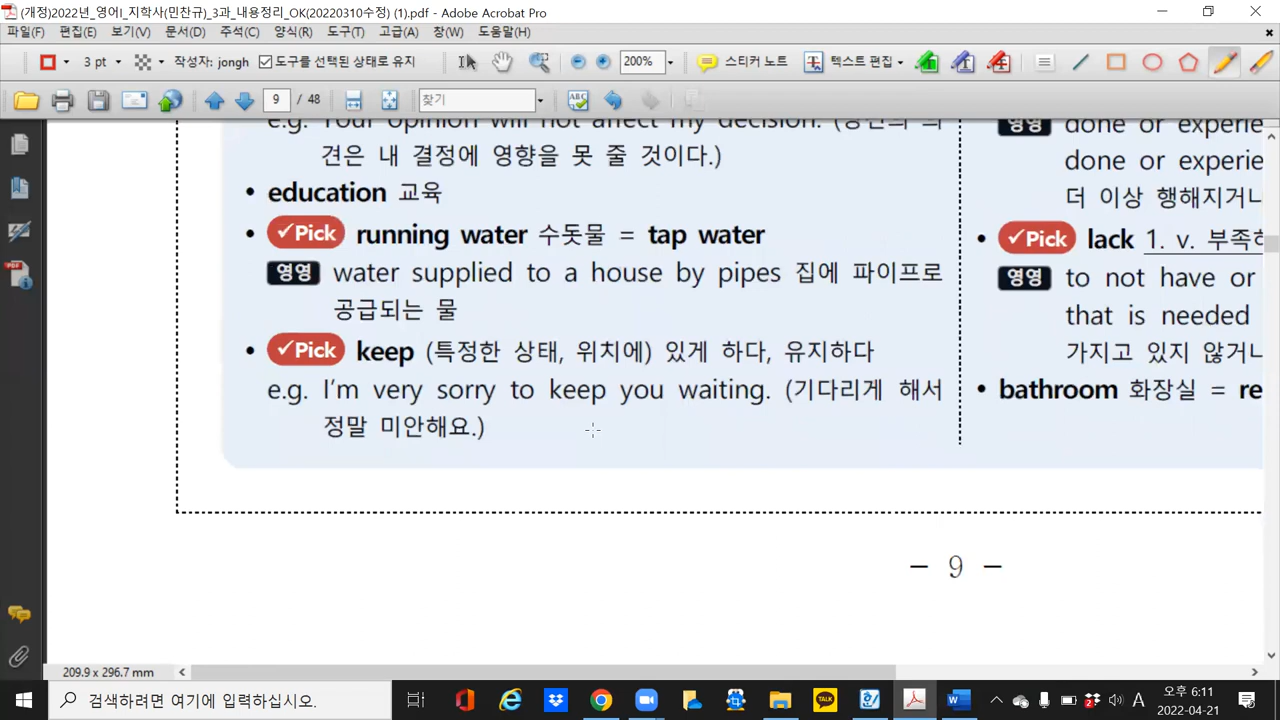 (개정)2022년_영어I_지학사(민찬규)_3과_내용정리_OK(20220310수정) (1).pdf - Adobe Acrobat Pro
파일(F) 편집(E) 보기(V) 문서(D) 주석(C) 양식(R) 도구(T) 고급(A) 창(W) 도움말(H)
3 pt 작성자: jongh 도구를 선택된 상태로 유지 200% 스티커 노트 텍스트 편집
9 / 48 찾기
e.g. Your opinion will not affect my decision. (당신의 의
견은 내 결정에 영향을 못 줄 것이다.)
• education 교육
• ✓Pick running water 수돗물 = tap water
영영 water supplied to a house by pipes 집에 파이프로
공급되는 물
• ✓Pick keep (특정한 상태, 위치에) 있게 하다, 유지하다
e.g. I'm very sorry to keep you waiting. (기다리게 해서
정말 미안해요.)
영영 done or experie
done or experie
더 이상 행해지거나
• ✓Pick lack 1. v. 부족하
영영 to not have or
that is needed
가지고 있지 않거나
• bathroom 화장실 = re
- 9 -
209.9 x 296.7 mm
검색하려면 여기에 입력하십시오.
TALK
2
A
오후 6:11
2022-04-21